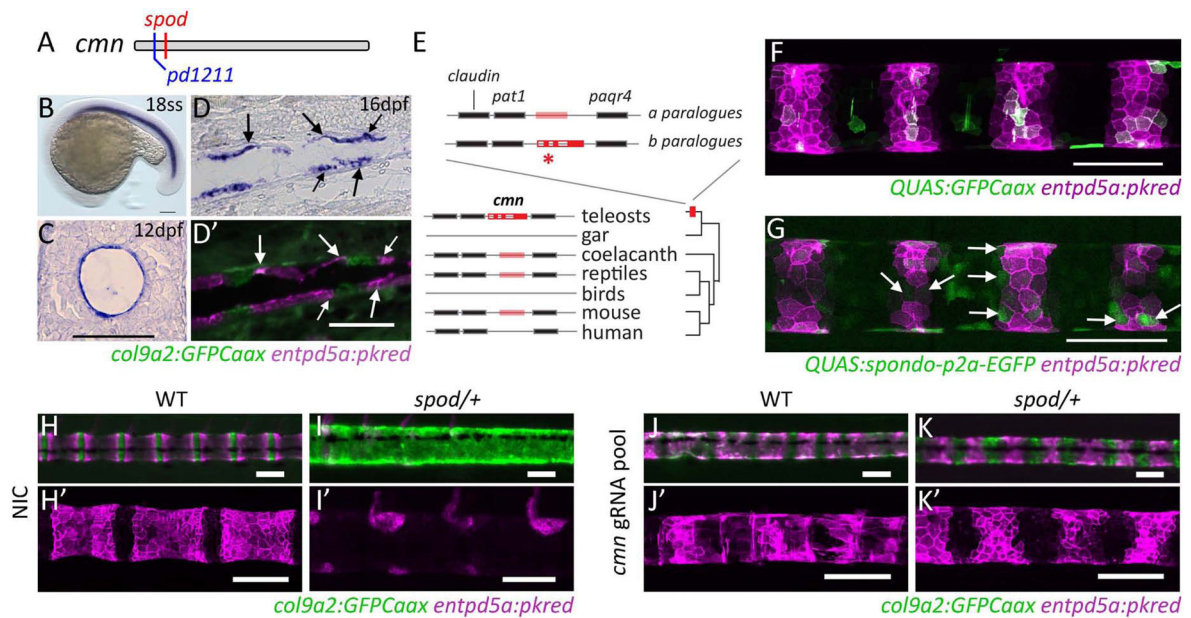 A
spod
cmn
pd1211
B
18ss
D
16dpf
C
12dpf
D’
col9a2:GFPCaax entpd5a:pkred
E
claudin
pat1
paqr4
a paralogues
b paralogues
*
cmn
teleosts
gar
coelacanth
reptiles
birds
mouse
human
F
QUAS:GFPCaax entpd5a:pkred
G
QUAS:spondo-p2a-EGFP entpd5a:pkred
WT
spod/+
NIC
H
I
H’
I’
col9a2:GFPCaax entpd5a:pkred
WT
spod/+
cmn gRNA pool
J
K
J’
K’
col9a2:GFPCaax entpd5a:pkred